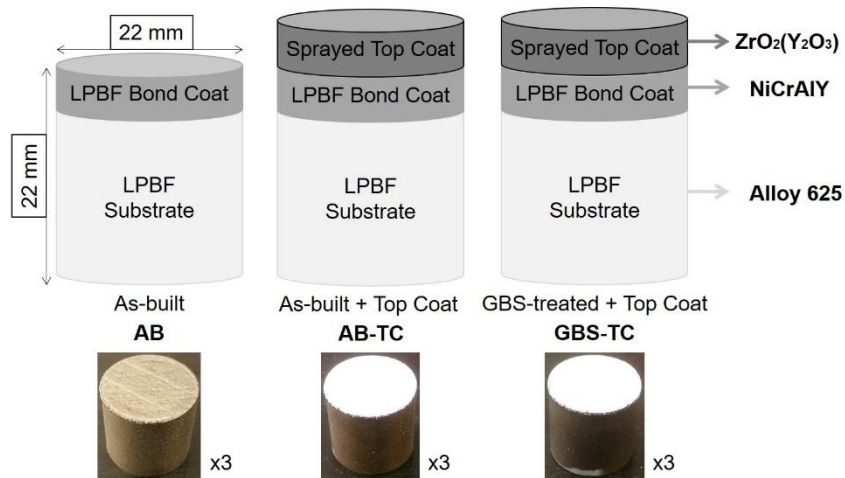 22 mm
22 mm
LPBF Bond Coat
LPBF
Substrate
As-built
AB
x3
Sprayed Top Coat
LPBF Bond Coat
LPBF
Substrate
As-built + Top Coat
AB-TC
x3
Sprayed Top Coat
LPBF Bond Coat
LPBF
Substrate
GBS-treated + Top Coat
GBS-TC
x3
ZrO₂(Y₂O₃)
NiCrAlY
Alloy 625